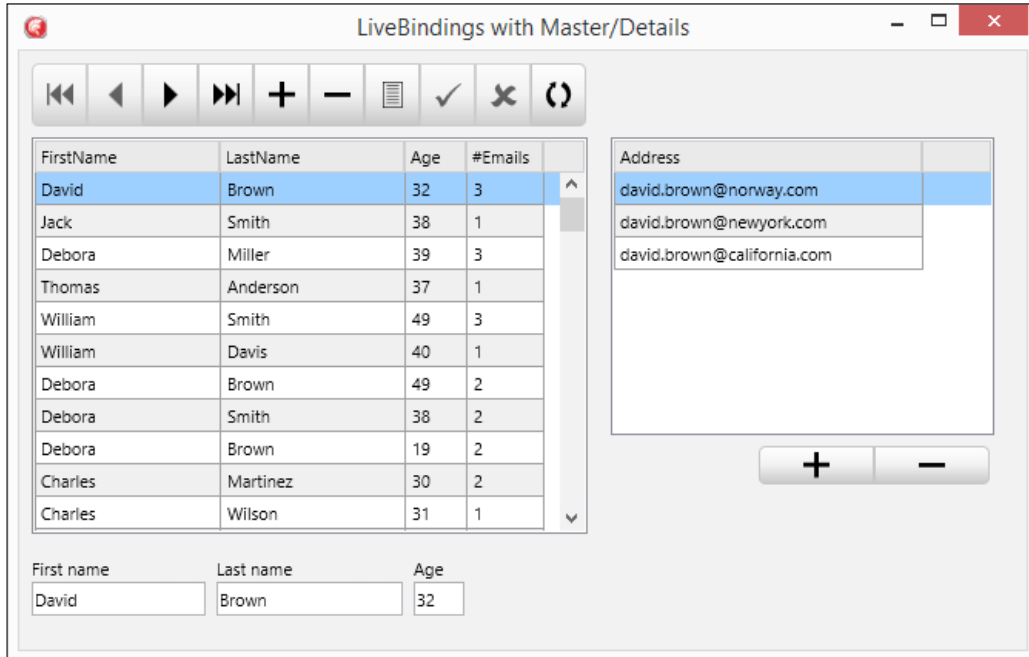 LiveBindings with Master/Details
FirstName LastName Age #Emails
David Brown 32 3
Jack Smith 38 1
Debora Miller 39 3
Thomas Anderson 37 1
William Smith 49 3
William Davis 40 1
Debora Brown 49 2
Debora Smith 38 2
Debora Brown 19 2
Charles Martinez 30 2
Charles Wilson 31 1
Address
david.brown@norway.com
david.brown@newyork.com
david.brown@california.com
First name Last name Age
David Brown 32